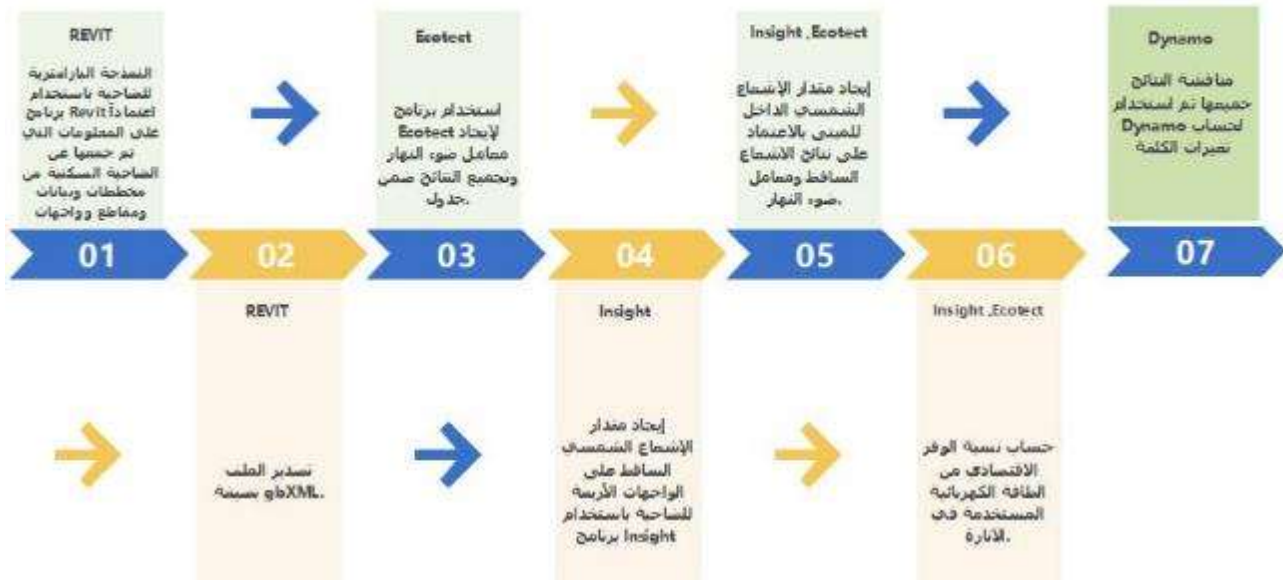 REVIT
النمذجة البارامترية
للضاحية باستخدام
اعتماداً Revit برنامج
على المعلومات التي
تم جمعها عن
الضاحية السكنية من
مخططات وبيانات
ومقاطع وواجهات
01
REVIT
تصدير الملف
بصيغة gbXML.
02
Ecotect
استخدام برنامج
Ecotect لإيجاد
معامل ضوء النهار
وتجميع النتائج ضمن
جدول.
03
Insight
إيجاد مقدار
الإشعاع الشمسي
الساقط على
الواجهات الأربعة
للضاحية باستخدام
برنامج Insight
04
Insight ,Ecotect
إيجاد مقدار الإشعاع
الشمسي الداخل
للمبنى بالاعتماد
على نتائج الاشعاع
الساقط ومعامل
ضوء النهار.
05
Insight ,Ecotect
حساب نسبة الوفر
الاقتصادي من
الطاقة الكهربائية
المستخدمة في
الانارة.
06
Dynamo
مناقشة النتائج
جميعها تم استخدام
Dynamo لحساب
تغيرات الكلفة
07